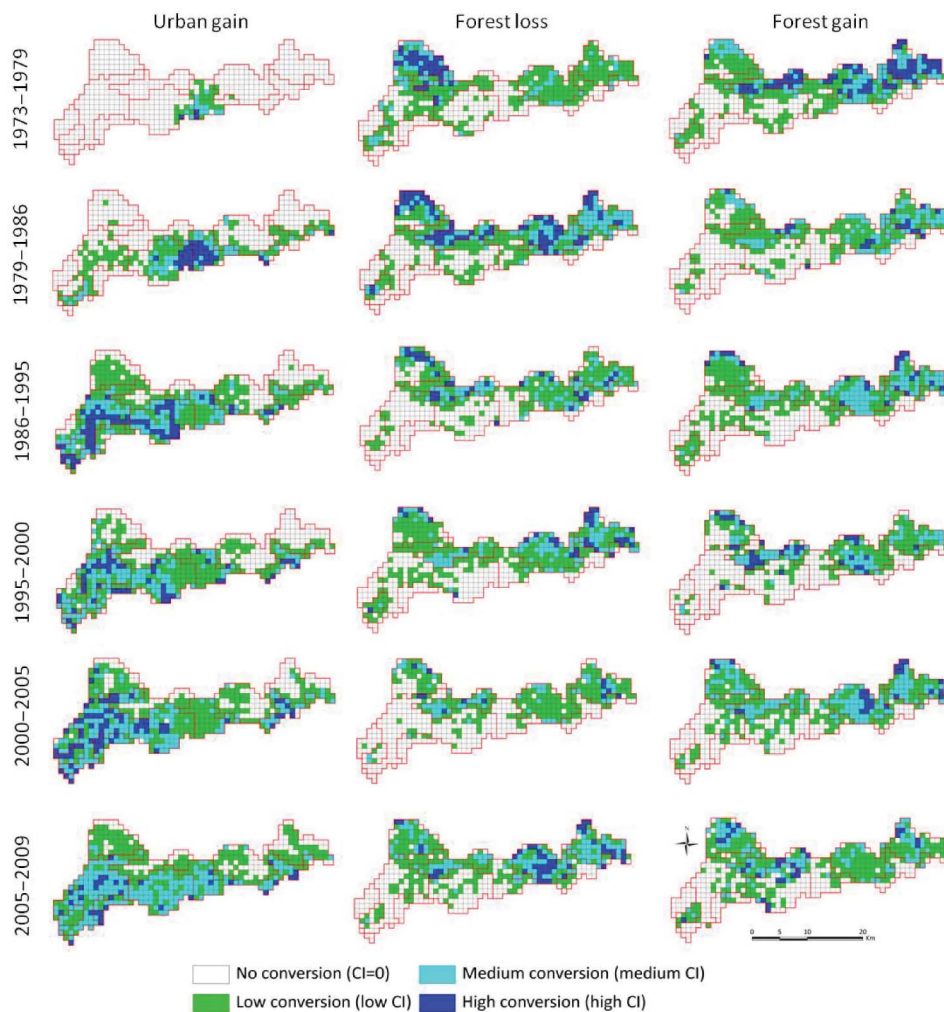 Urban gain Forest loss Forest gain
1973–1979
1979–1986
1986–1995
1995–2000
2000–2005
2005–2009
N
0 5 10 20
Km
No conversion (CI=0) Medium conversion (medium CI)
Low conversion (low CI) High conversion (high CI)